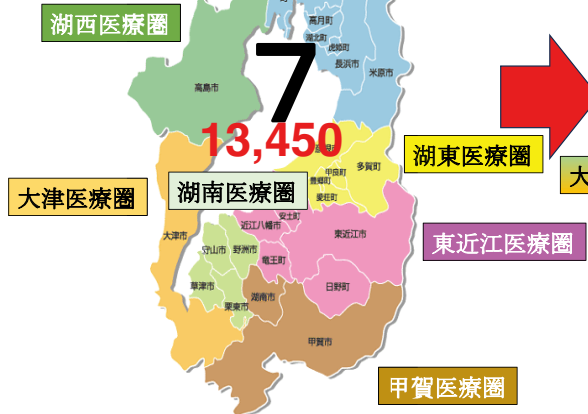 湖西医療圏
高月町
湖北町
虎姫町
長浜市
米原市
高島市
7
13,450
多賀町
甲良町
豊郷町
愛荘町
湖東医療圏
大
大津医療圏
湖南医療圏
安土町
近江八幡市
東近江市
大津市
守山市
野洲市
竜王町
東近江医療圏
草津市
栗東市
湖南市
日野町
甲賀市
甲賀医療圏